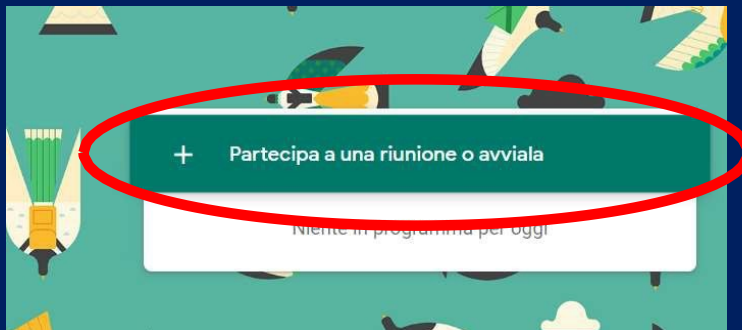 + Partecipa a una riunione o avviala
Niente in programma per oggi